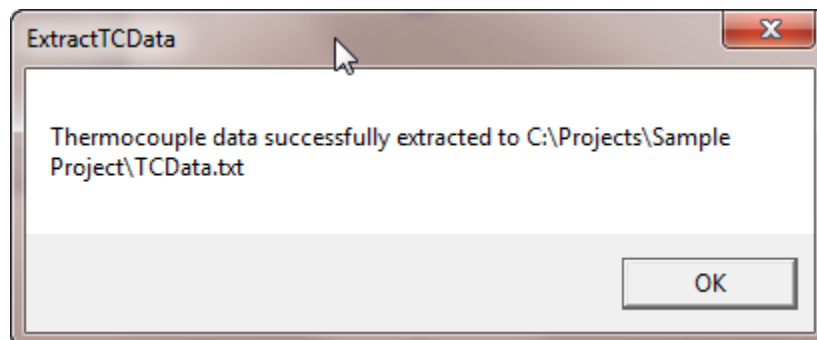 ExtractTCData
Thermocouple data successfully extracted to C:\Projects\Sample
Project\TCData.txt
OK